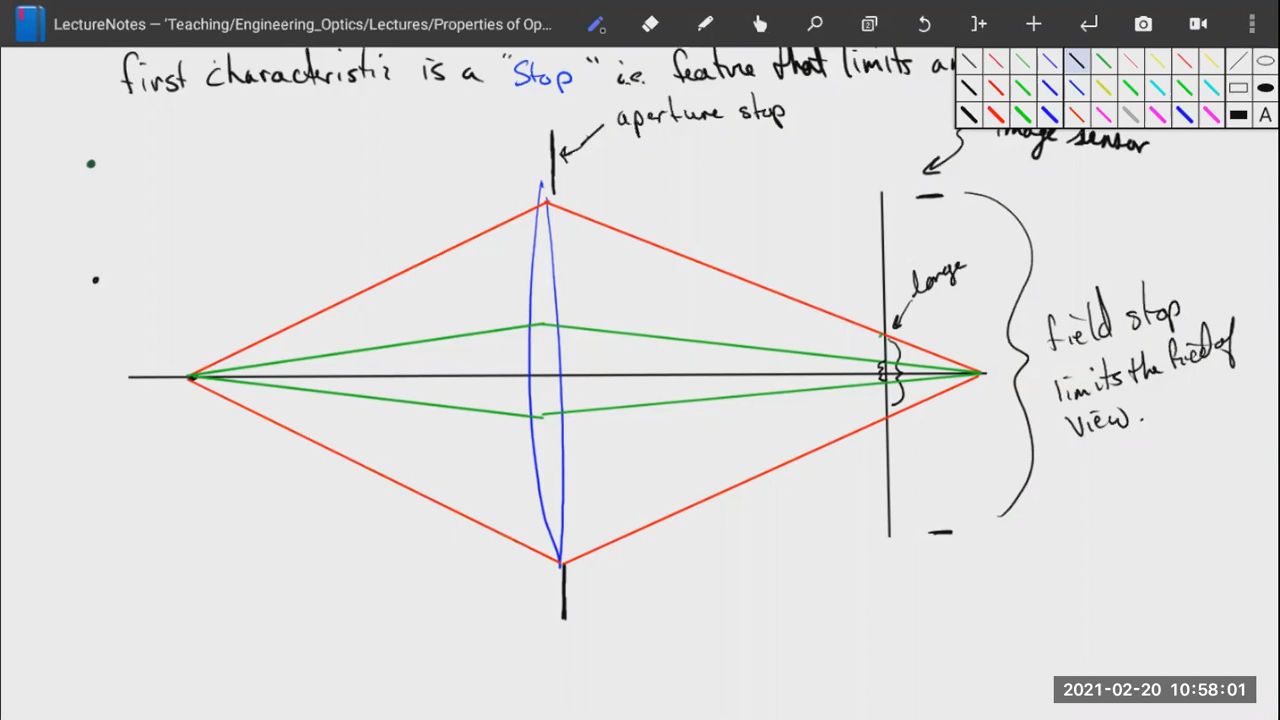 LectureNotes — 'Teaching/Engineering_Optics/Lectures/Properties of Op...
first characteristic is a "Stop" i.e. feature that limits
aperture stop
image sensor
large
field stop
limits the field of
view.
A
2021-02-20 10:58:01